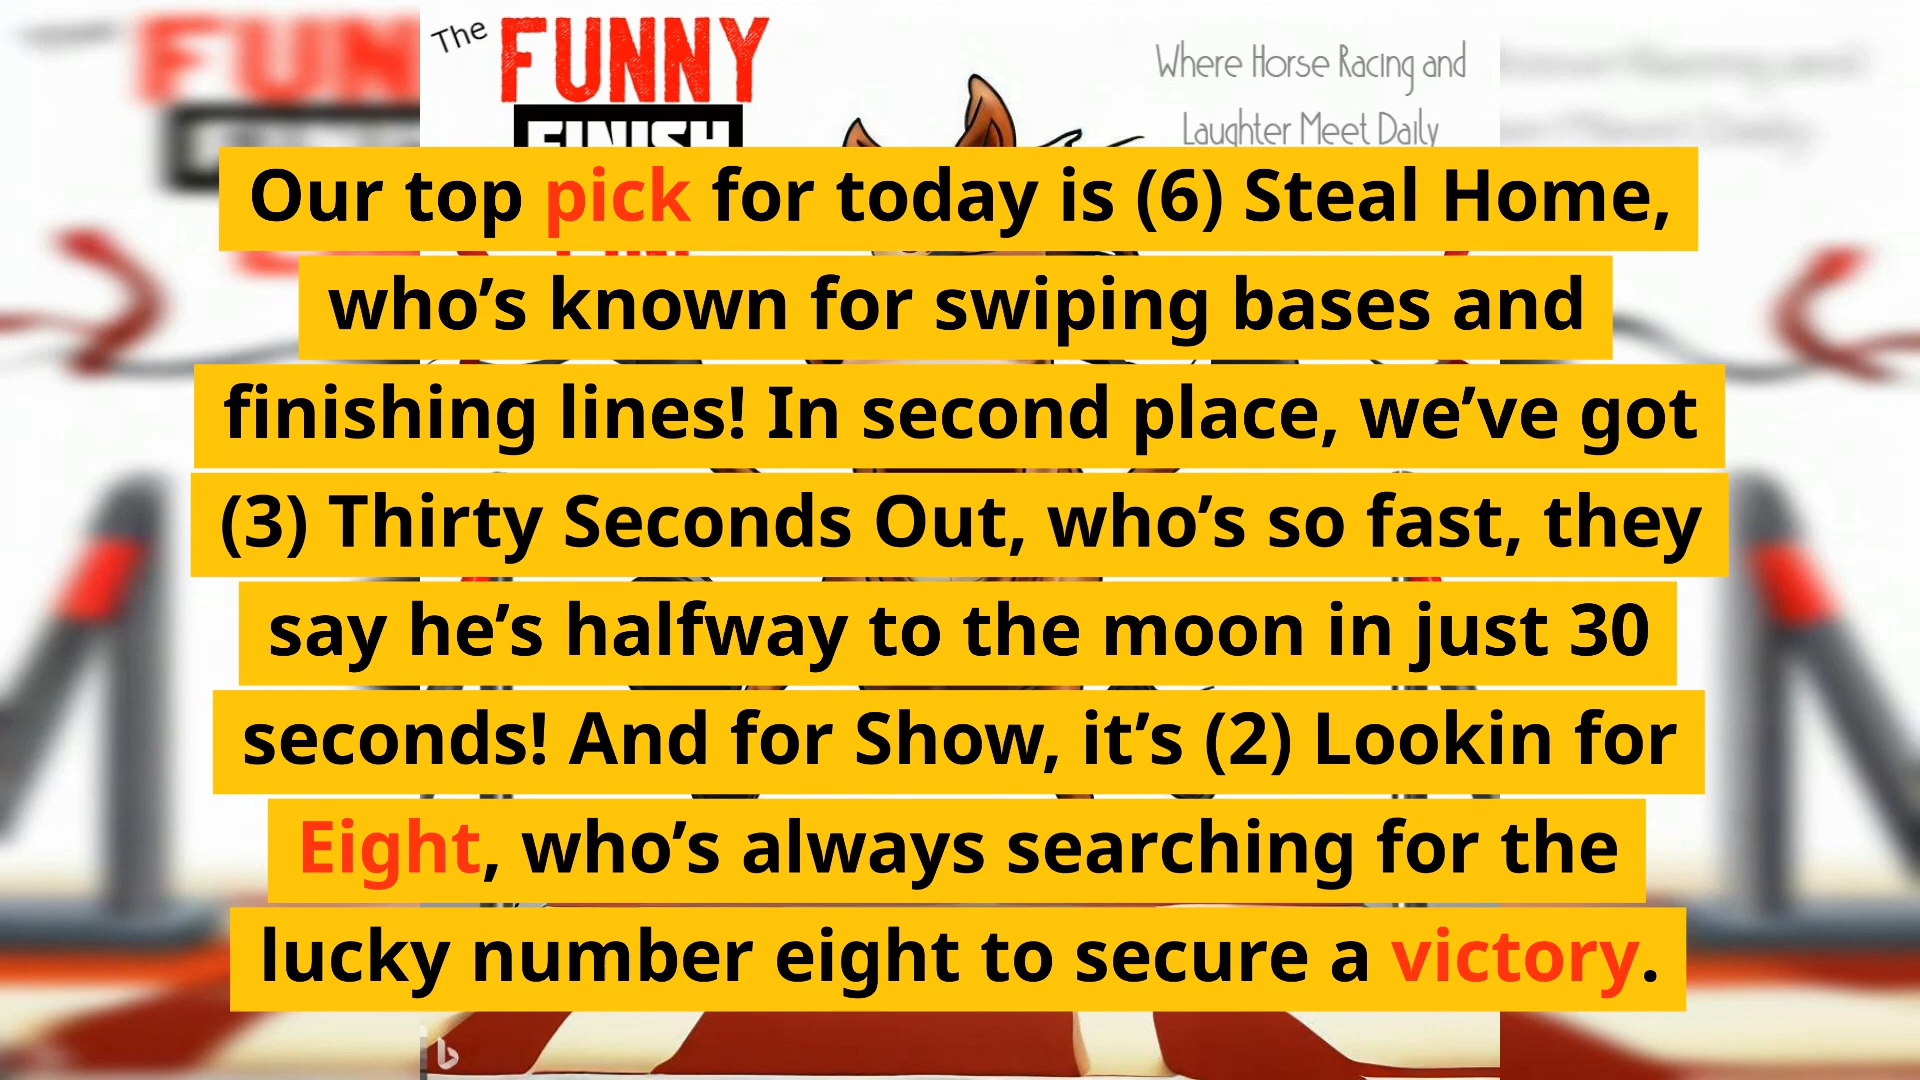 The
FUNNY
FINISH
Where Horse Racing and
Laughter Meet Daily
Our top pick for today is (6) Steal Home,
who’s known for swiping bases and
finishing lines! In second place, we’ve got
(3) Thirty Seconds Out, who’s so fast, they
say he’s halfway to the moon in just 30
seconds! And for Show, it’s (2) Lookin for
Eight, who’s always searching for the
lucky number eight to secure a victory.